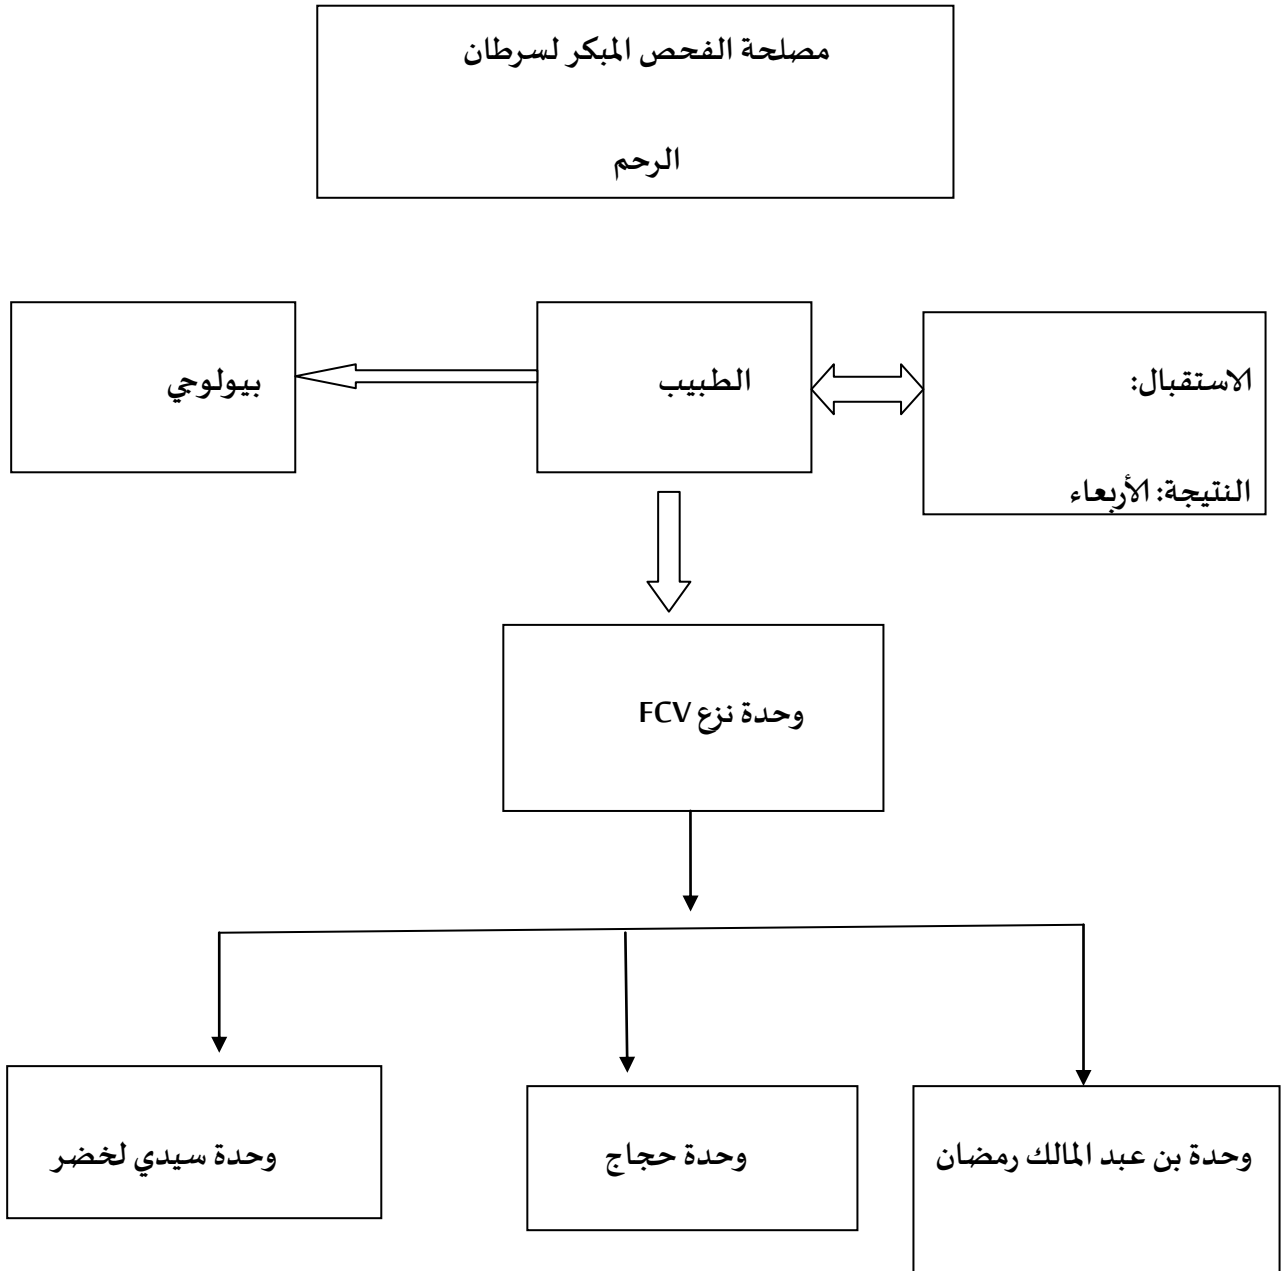 مصلحة الفحص المبكر لسرطان
الرحم
الاستقبال:
النتيجة: الأربعاء
الطبيب
بيولوجي
وحدة نزع FCV
وحدة بن عبد المالك رمضان
وحدة حجاج
وحدة سيدي لخضر